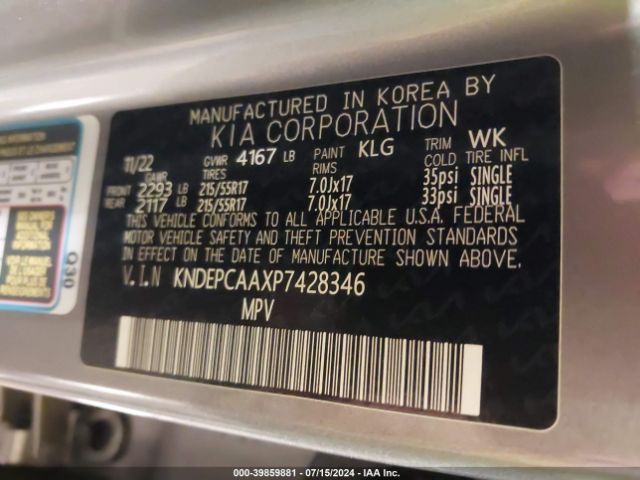 MANUFACTURED IN KOREA BY
KIA CORPORATION
11/22 GVWR 4167 LB PAINT KLG TRIM WK
GAWR TIRES RIMS COLD TIRE INFL
FRONT 2293 LB 215/55R17 7.0Jx17 35psi SINGLE
REAR 2117 LB 215/55R17 7.0Jx17 33psi SINGLE
THIS VEHICLE CONFORMS TO ALL APPLICABLE U.S.A. FEDERAL
MOTOR VEHICLE SAFETY AND THEFT PREVENTION STANDARDS
IN EFFECT ON THE DATE OF MANUFACTURE SHOWN ABOVE.
V.I.N KNDEPCAAXP7428346
MPV
Q30
000-39859881 - 07/15/2024 - IAA Inc.